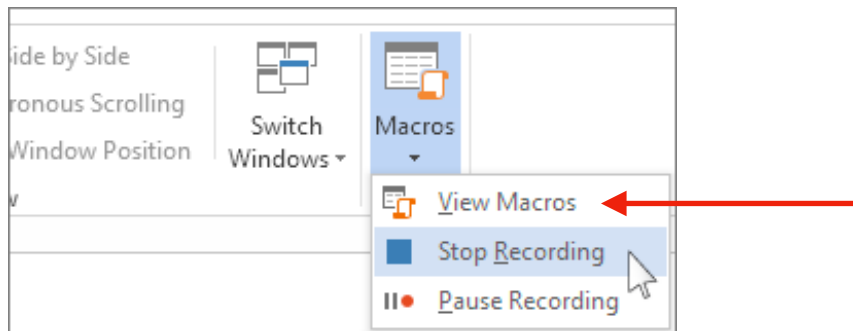 ide by Side
ronous Scrolling
Window Position
Switch
Windows
Macros
View Macros
Stop Recording
Pause Recording